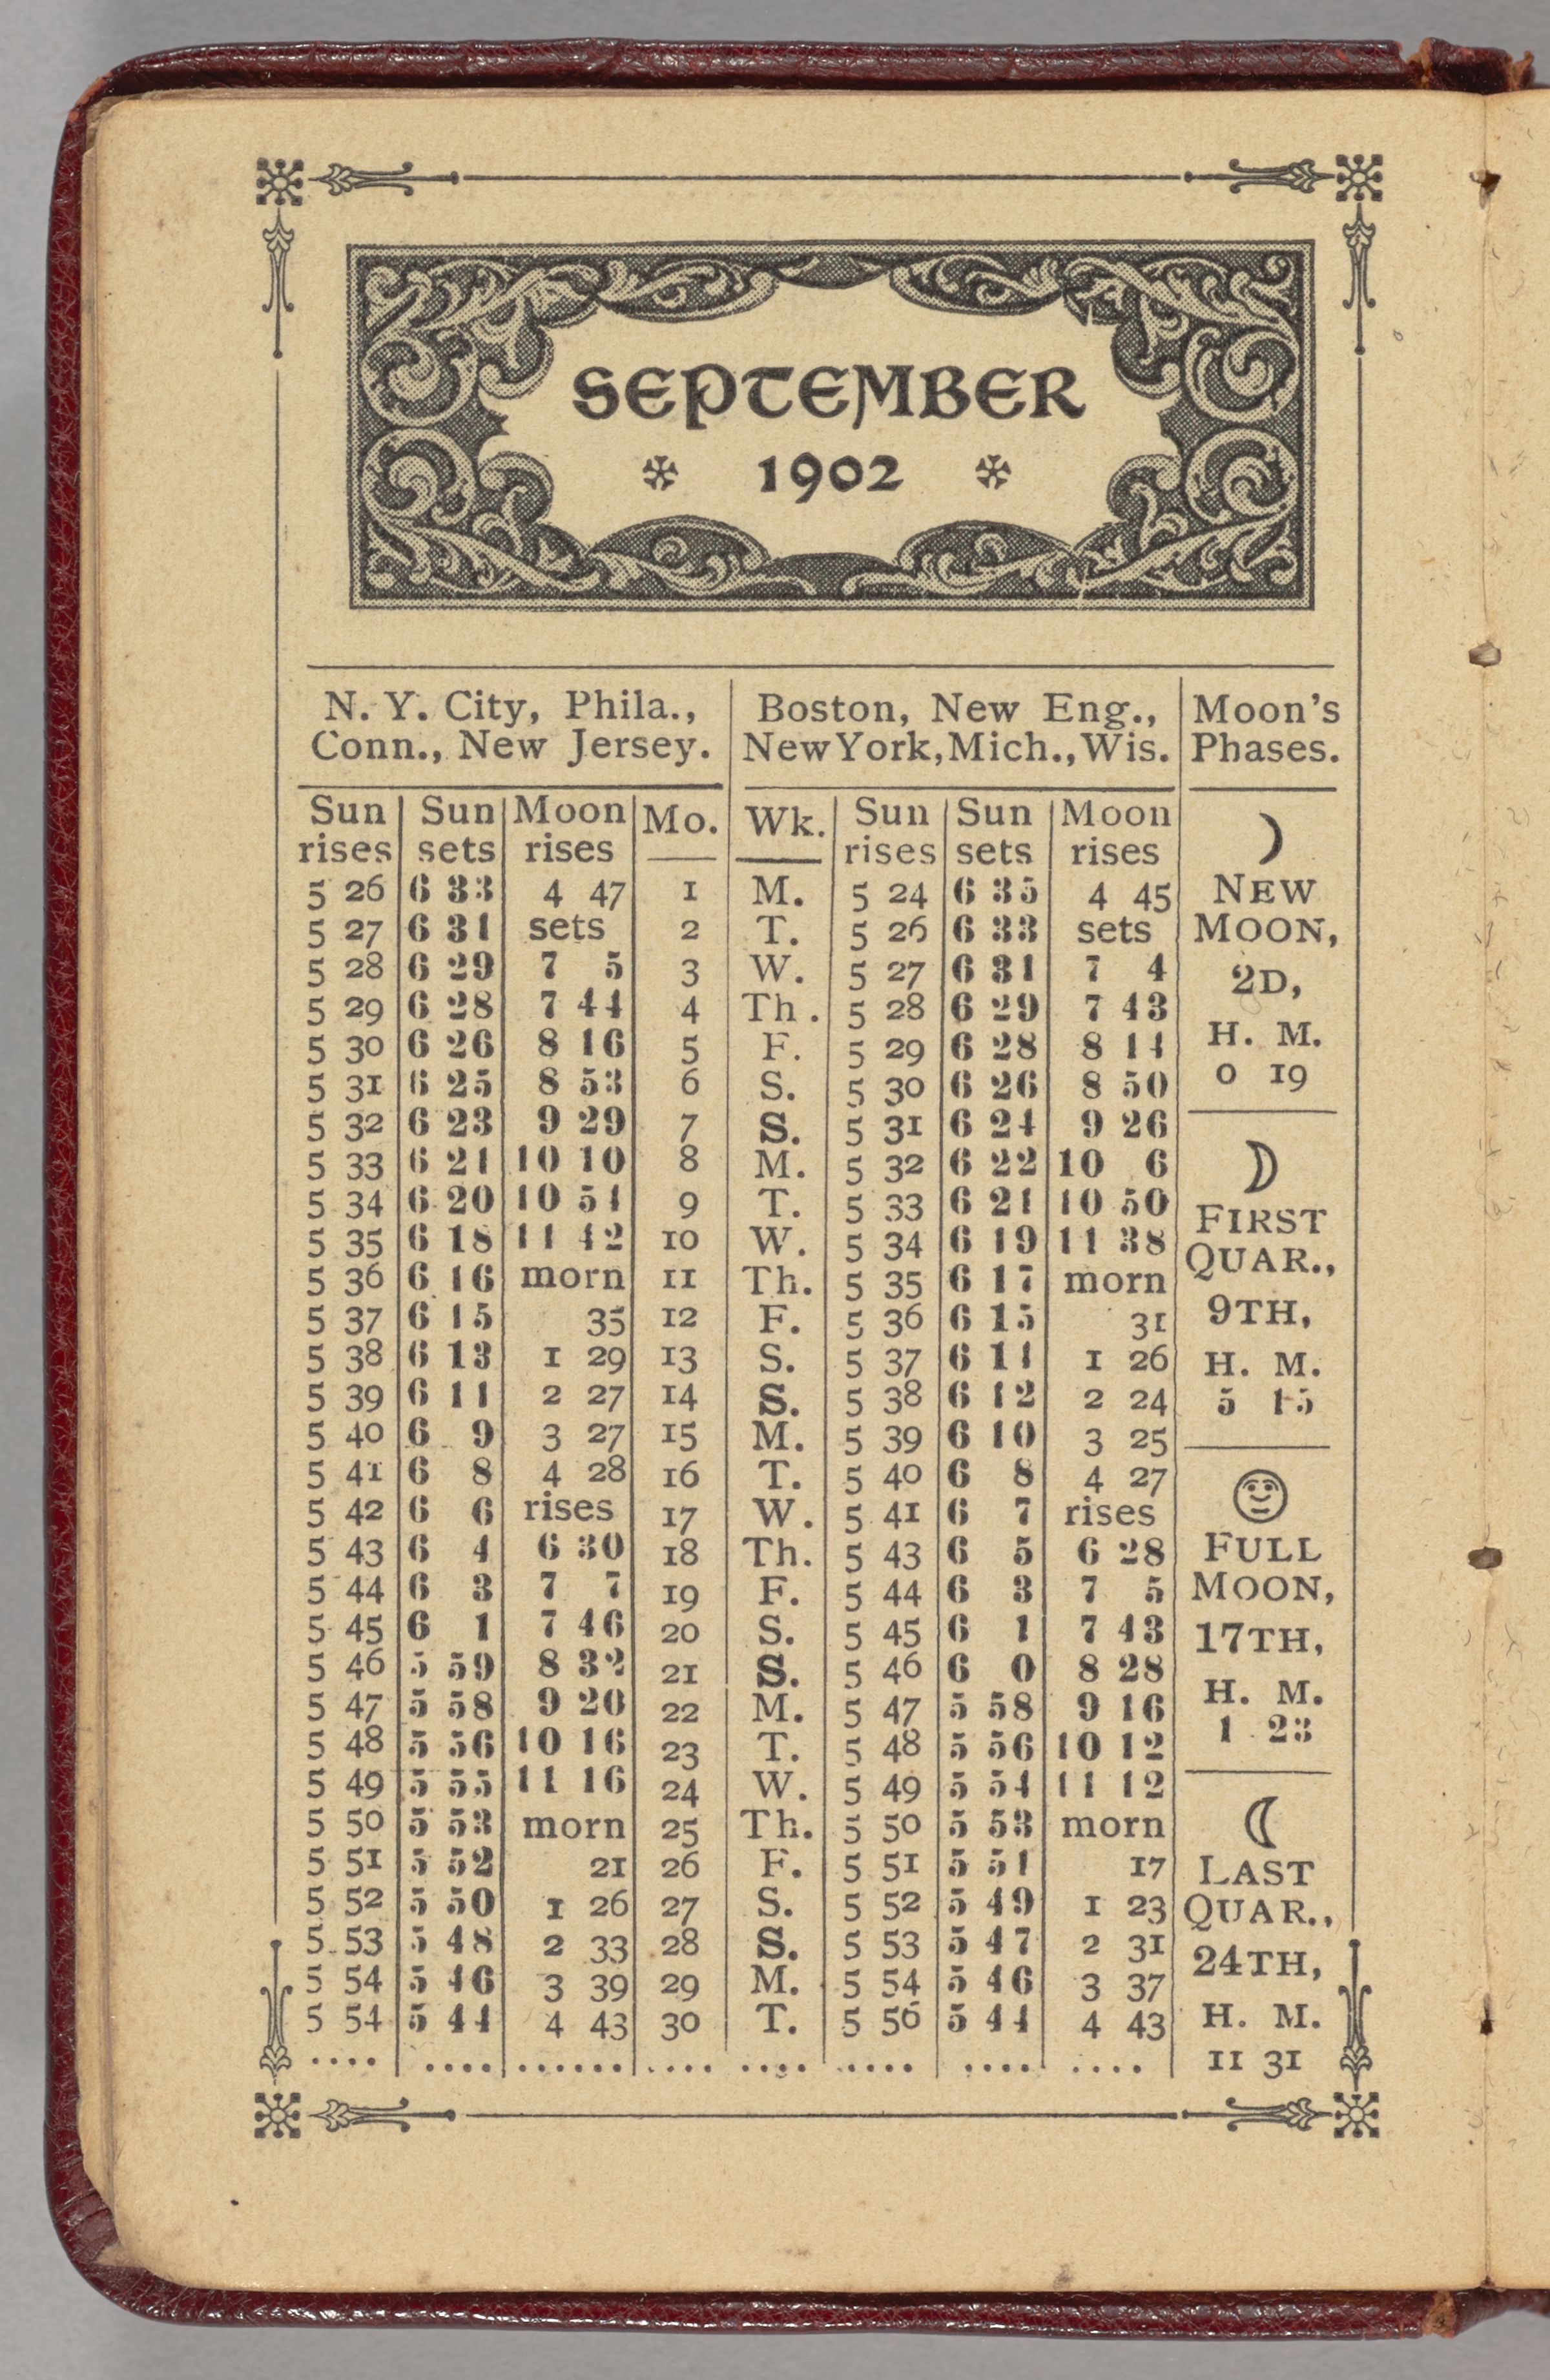 SEPTEMBER
1902
N. Y. City, Phila.,
Conn., New Jersey.
Boston, New Eng.,
New York, Mich., Wis.
Moon's
Phases.
Sun rises Sun sets Moon rises Mo. Wk. Sun rises Sun sets Moon rises
5 26 6 33 4 47 1 M. 5 24 6 35 4 45
5 27 6 31 sets 2 T. 5 26 6 33 sets
5 28 6 29 7 5 3 W. 5 27 6 31 7 4
5 29 6 28 7 44 4 Th. 5 28 6 29 7 43
5 30 6 26 8 16 5 F. 5 29 6 28 8 14
5 31 6 25 8 53 6 S. 5 30 6 26 8 50
5 32 6 23 9 29 7 S. 5 31 6 24 9 26
5 33 6 21 10 10 8 M. 5 32 6 22 10 6
5 34 6 20 10 54 9 T. 5 33 6 21 10 50
5 35 6 18 11 42 10 W. 5 34 6 19 11 38
5 36 6 16 morn 11 Th. 5 35 6 17 morn
5 37 6 15 35 12 F. 5 36 6 15 31
5 38 6 13 1 29 13 S. 5 37 6 14 1 26
5 39 6 11 2 27 14 S. 5 38 6 12 2 24
5 40 6 9 3 27 15 M. 5 39 6 10 3 25
5 41 6 8 4 28 16 T. 5 40 6 8 4 27
5 42 6 6 rises 17 W. 5 41 6 7 rises
5 43 6 4 6 30 18 Th. 5 43 6 5 6 28
5 44 6 3 7 7 19 F. 5 44 6 3 7 5
5 45 6 1 7 46 20 S. 5 45 6 1 7 43
5 46 5 59 8 32 21 S. 5 46 6 0 8 28
5 47 5 58 9 20 22 M. 5 47 5 58 9 16
5 48 5 56 10 16 23 T. 5 48 5 56 10 12
5 49 5 55 11 16 24 W. 5 49 5 54 11 12
5 50 5 53 morn 25 Th. 5 50 5 53 morn
5 51 5 52 21 26 F. 5 51 5 51 17
5 52 5 50 1 26 27 S. 5 52 5 49 1 23
5 53 5 48 2 33 28 S. 5 53 5 47 2 31
5 54 5 46 3 39 29 M. 5 54 5 46 3 37
5 54 5 44 4 43 30 T. 5 56 5 44 4 43
.... .... ...... .... .... .... .... ....
NEW
MOON,
2D,
H. M.
0 19
FIRST
QUAR.,
9TH,
H. M.
5 15
FULL
MOON,
17TH,
H. M.
1 23
LAST
QUAR.,
24TH,
H. M.
11 31